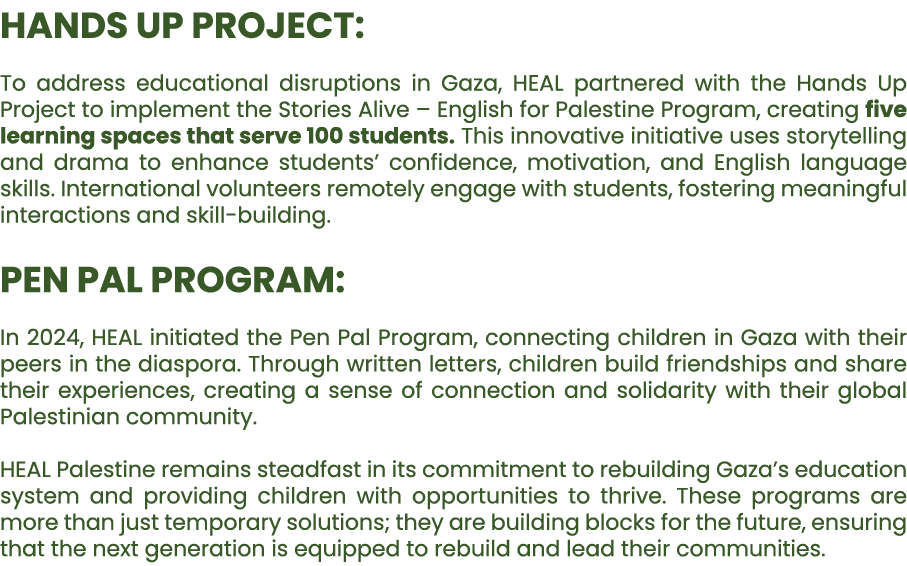 HANDS UP PROJECT:
To address educational disruptions in Gaza, HEAL partnered with the Hands Up
Project to implement the Stories Alive – English for Palestine Program, creating five
learning spaces that serve 100 students. This innovative initiative uses storytelling
and drama to enhance students’ confidence, motivation, and English language
skills. International volunteers remotely engage with students, fostering meaningful
interactions and skill-building.
PEN PAL PROGRAM:
In 2024, HEAL initiated the Pen Pal Program, connecting children in Gaza with their
peers in the diaspora. Through written letters, children build friendships and share
their experiences, creating a sense of connection and solidarity with their global
Palestinian community.
HEAL Palestine remains steadfast in its commitment to rebuilding Gaza’s education
system and providing children with opportunities to thrive. These programs are
more than just temporary solutions; they are building blocks for the future, ensuring
that the next generation is equipped to rebuild and lead their communities.